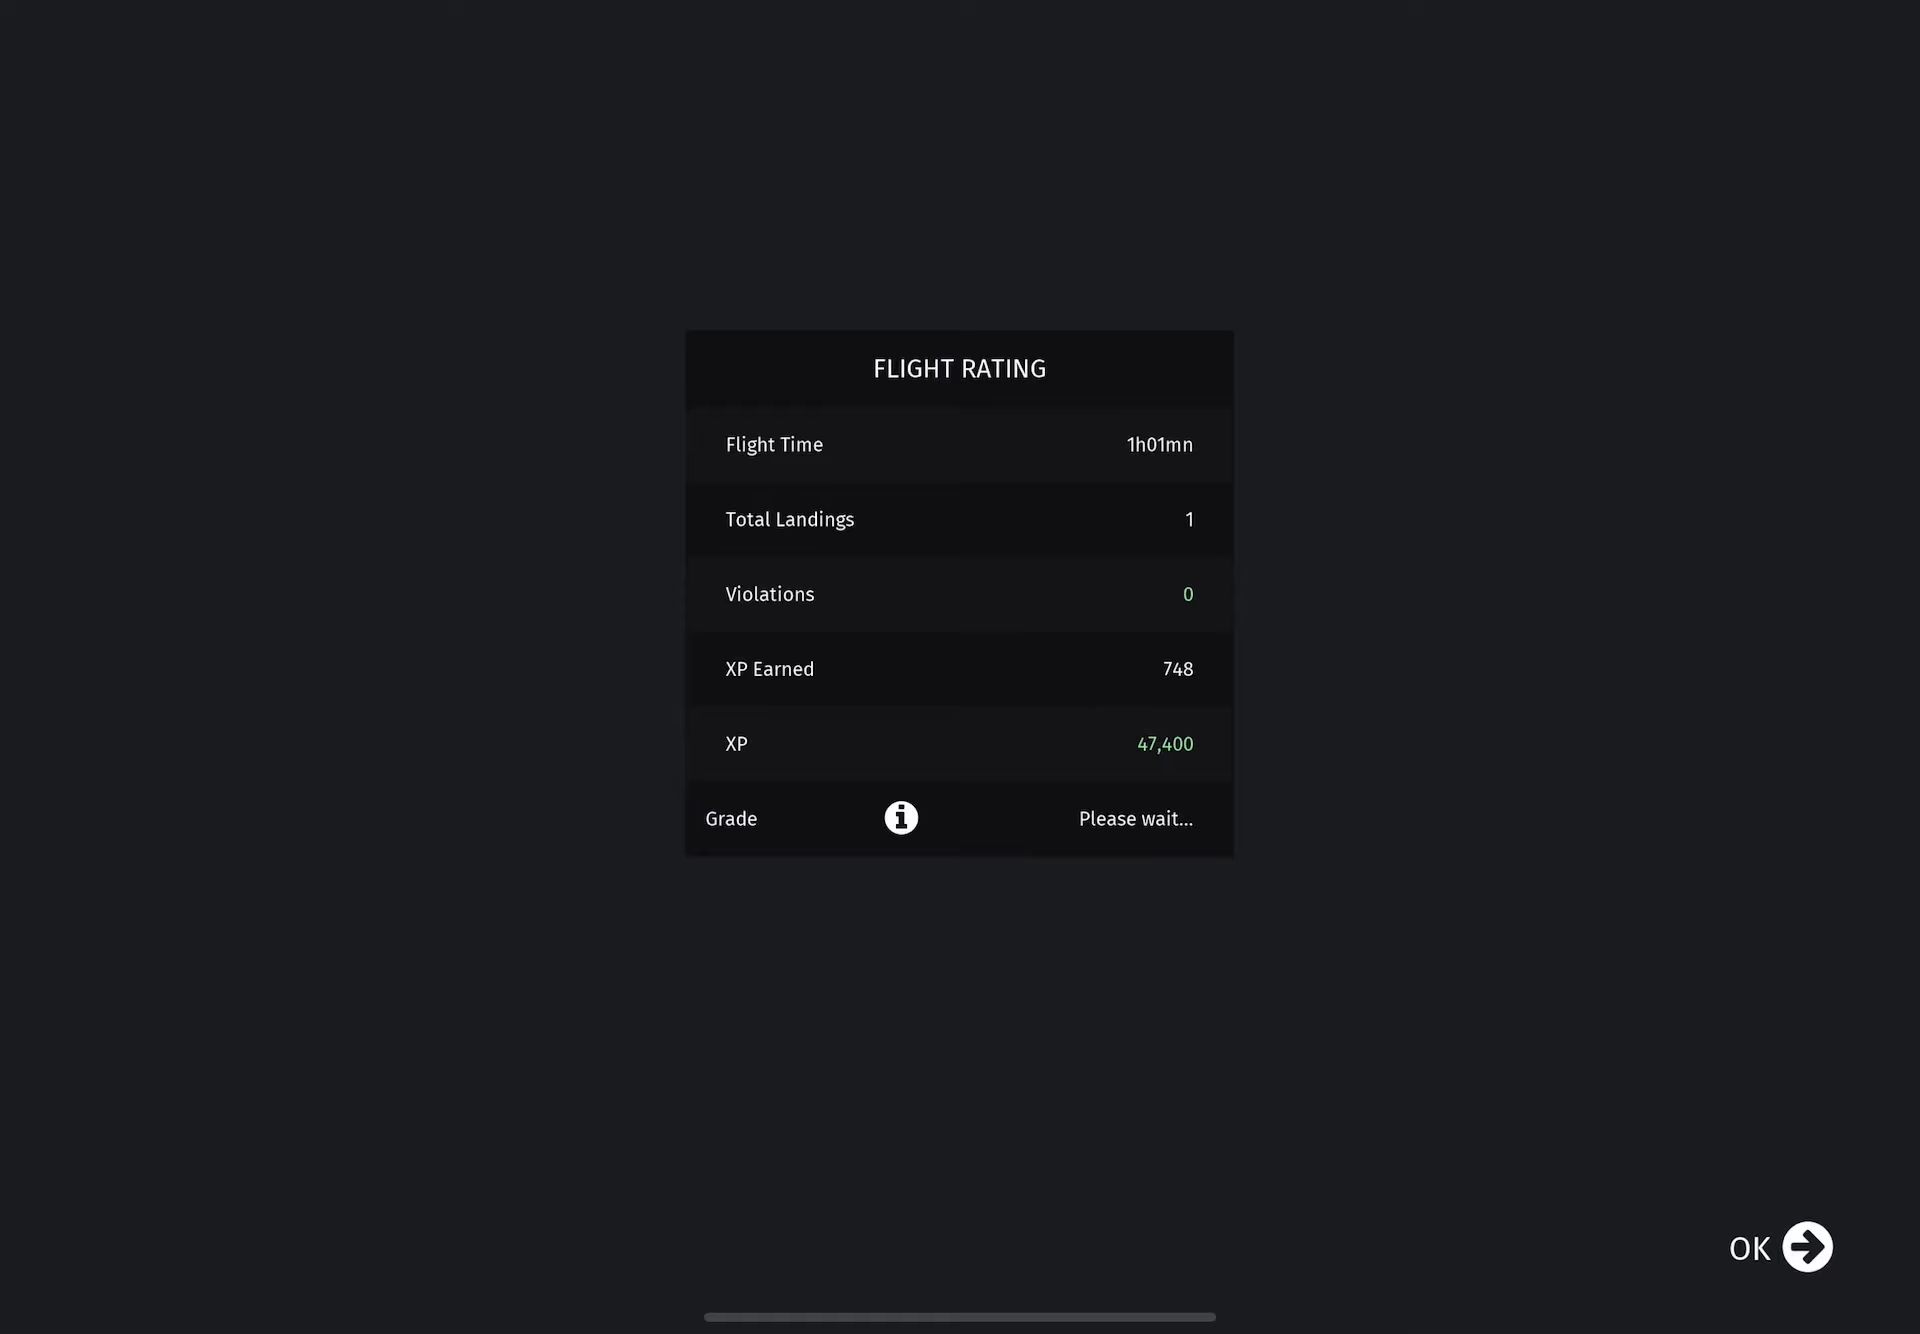 FLIGHT RATING
Flight Time 1h01mn
Total Landings 1
Violations 0
XP Earned 748
XP 47,400
Grade Please wait...
OK